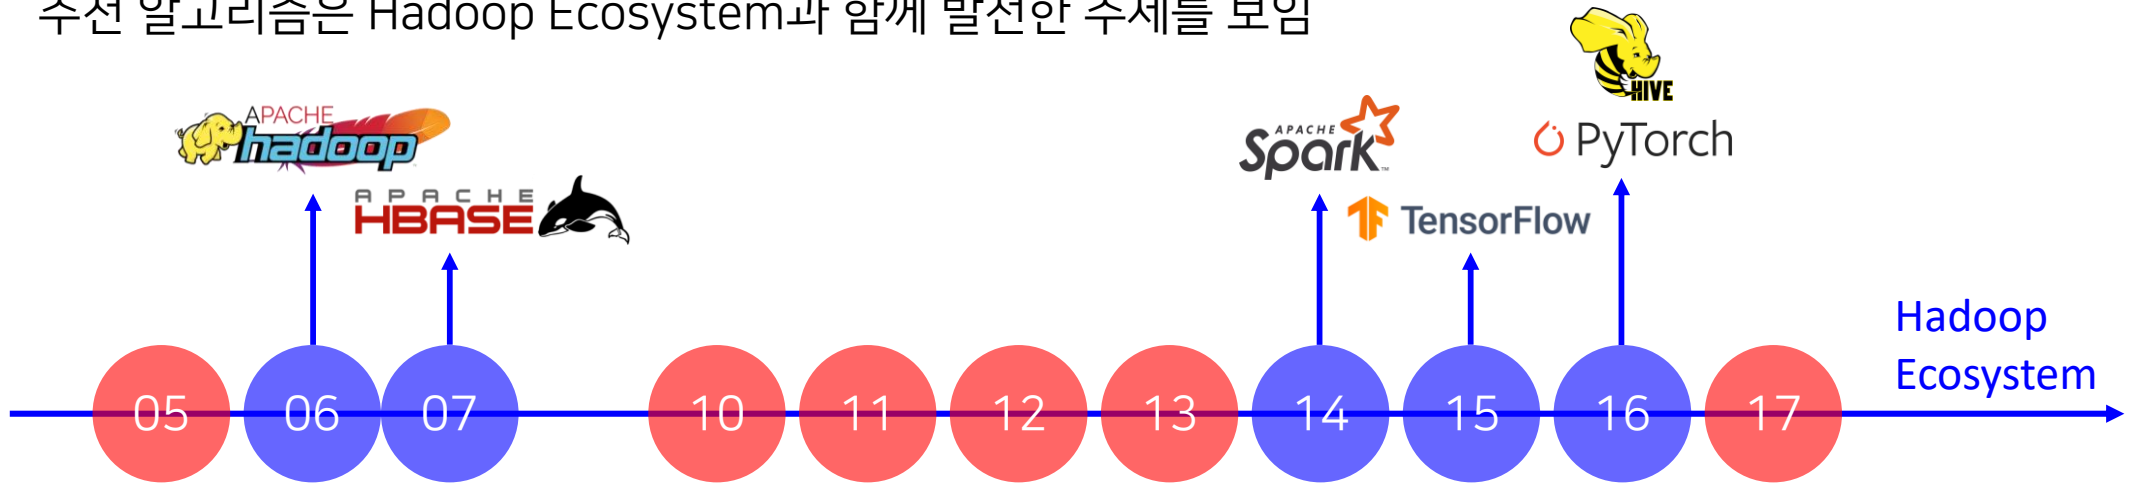 추천 알고리즘은 Hadoop Ecosystem과 함께 발전한 추세를 보임
HIVE
APACHE
hadoop
APACHE
Spark
PyTorch
APACHE
HBASE
TensorFlow
Hadoop
Ecosystem
05 06 07 10 11 12 13 14 15 16 17